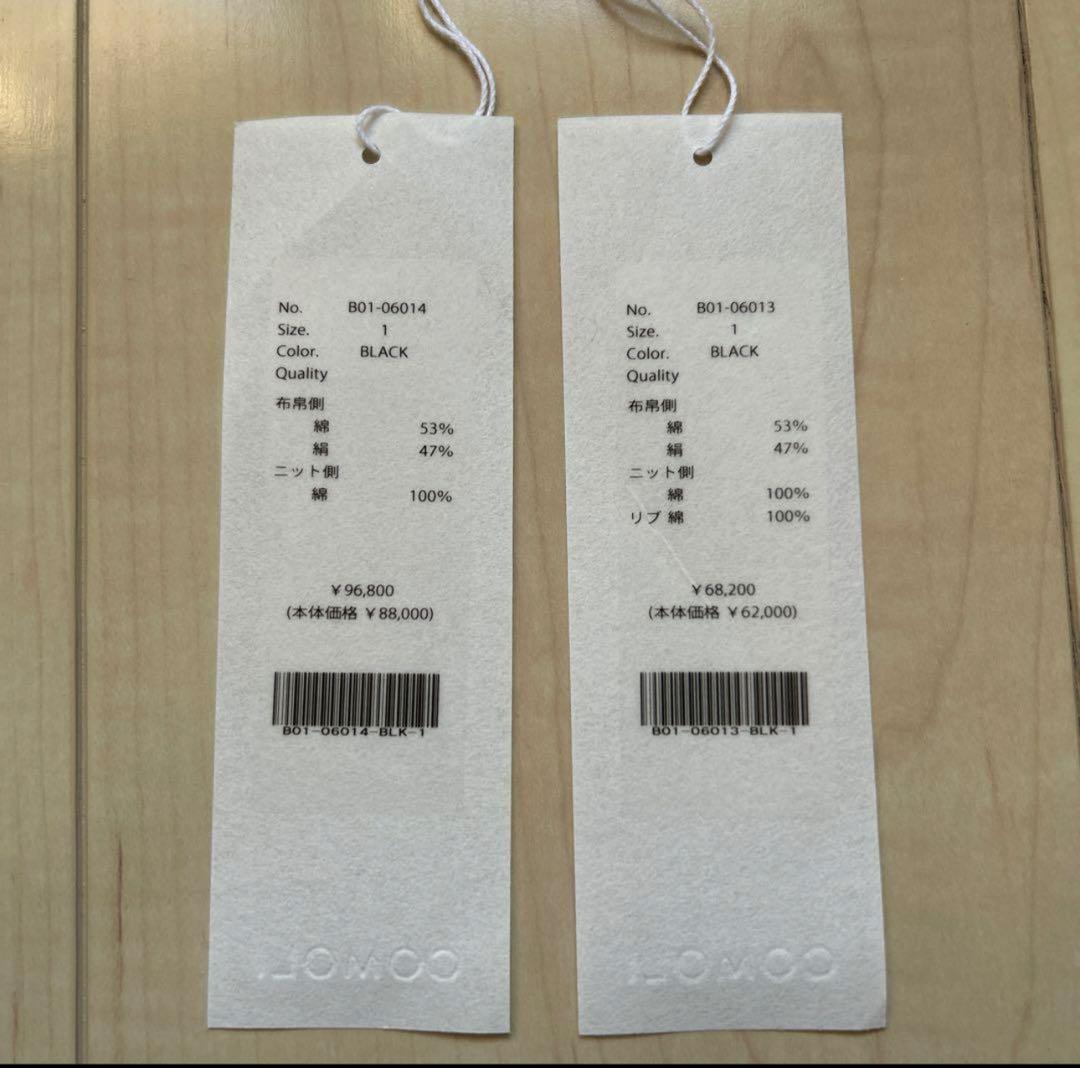 No. B01-06014
Size. 1
Color. BLACK
Quality
布帛側
綿 53%
絹 47%
ニット側
綿 100%
￥96,800
(本体価格 ￥88,000)
B01-06014-BLK-1
COMOLI
No. B01-06013
Size. 1
Color. BLACK
Quality
布帛側
綿 53%
絹 47%
ニット側
綿 100%
リブ 綿 100%
￥68,200
(本体価格 ￥62,000)
B01-06013-BLK-1
COMOLI